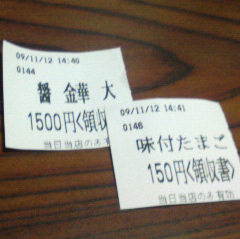 09/11/12 14:40
0144
醤 金華 大
1500円<領収
当日当店のみ有効
09/11/12 14:41
0146
味付たまご
150円<領収書>
当日当店のみ有効